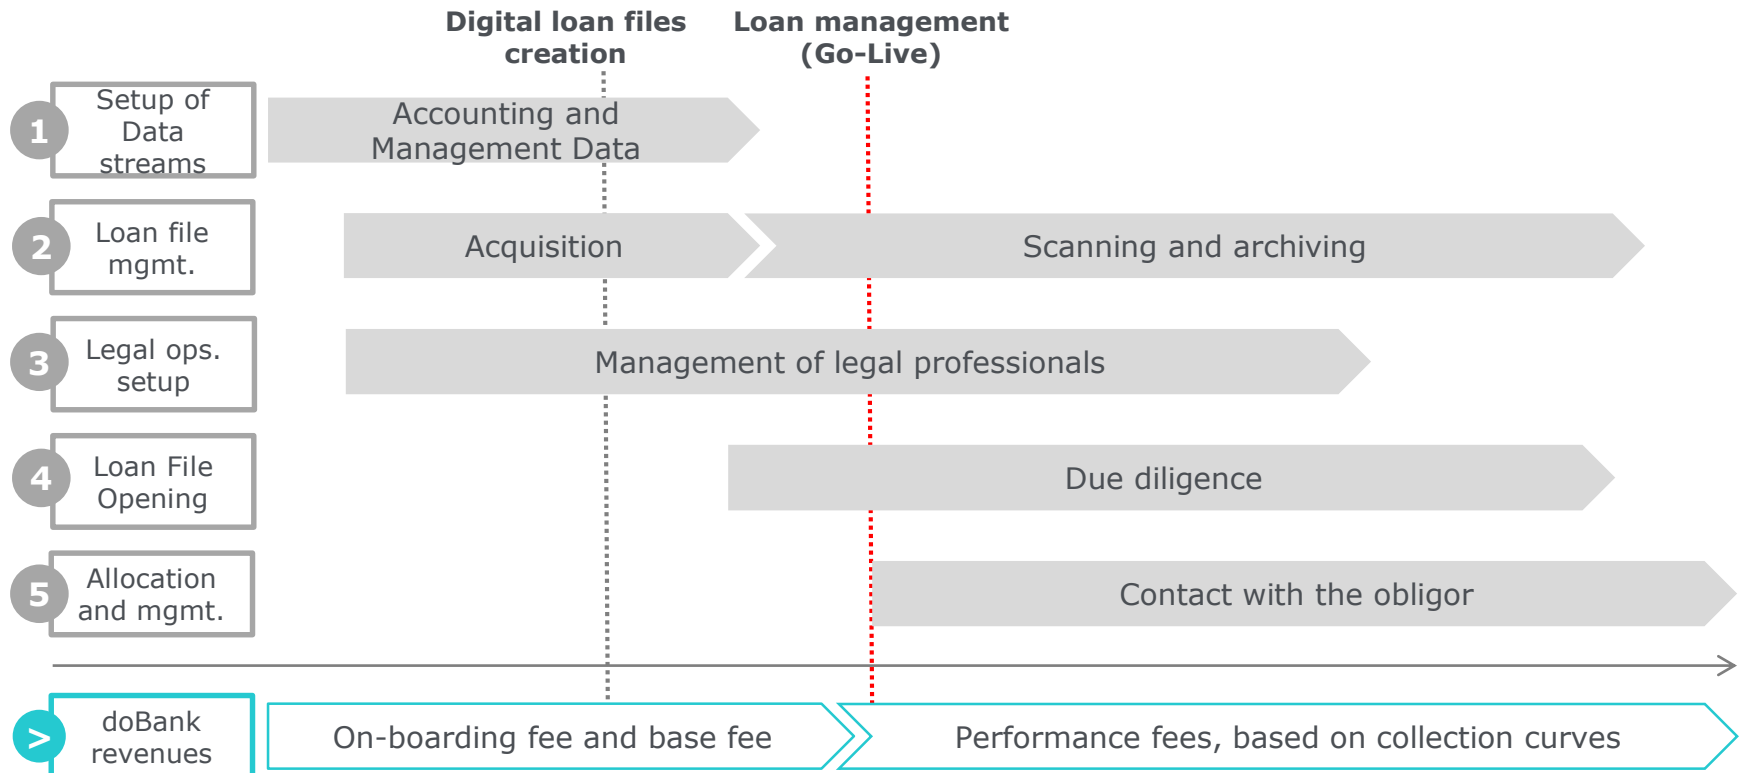 Digital loan files
creation
Loan management
(Go-Live)
1
Setup of
Data
streams
Accounting and
Management Data
2
Loan file
mgmt.
Acquisition
Scanning and archiving
3
Legal ops.
setup
Management of legal professionals
4
Loan File
Opening
Due diligence
5
Allocation
and mgmt.
Contact with the obligor
>
doBank
revenues
On-boarding fee and base fee
Performance fees, based on collection curves